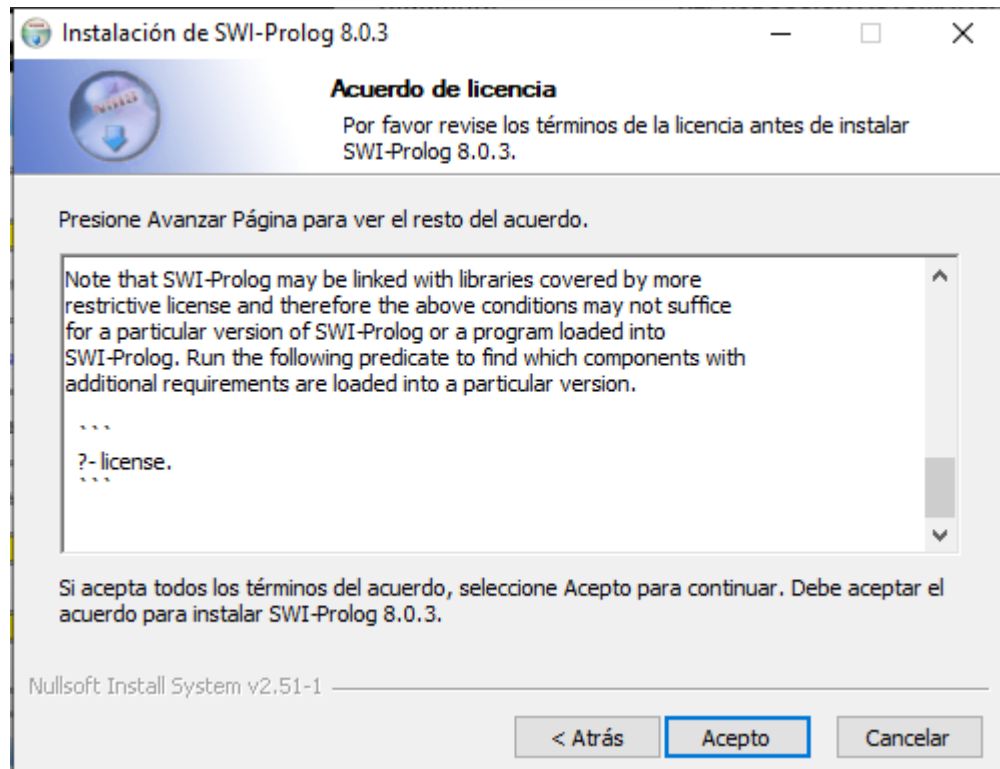 Instalación de SWI-Prolog 8.0.3
Acuerdo de licencia
Por favor revise los términos de la licencia antes de instalar
SWI-Prolog 8.0.3.
Presione Avanzar Página para ver el resto del acuerdo.
Note that SWI-Prolog may be linked with libraries covered by more
restrictive license and therefore the above conditions may not suffice
for a particular version of SWI-Prolog or a program loaded into
SWI-Prolog. Run the following predicate to find which components with
additional requirements are loaded into a particular version.
```
?- license.
```
Si acepta todos los términos del acuerdo, seleccione Acepto para continuar. Debe aceptar el
acuerdo para instalar SWI-Prolog 8.0.3.
Nullsoft Install System v2.51-1
< Atrás
Acepto
Cancelar